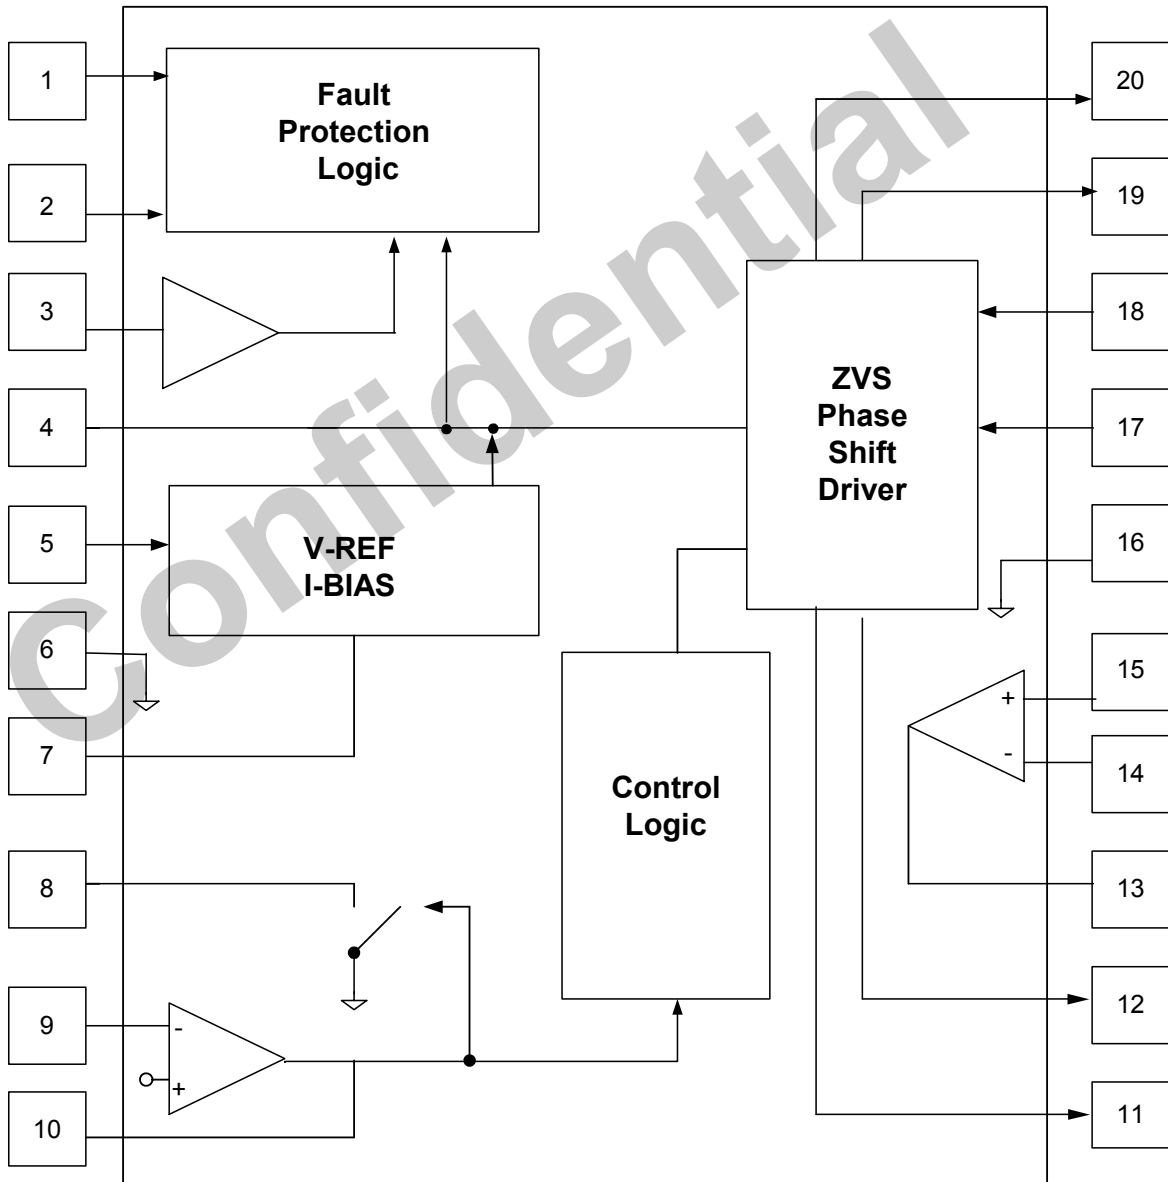 1
2
3
4
5
6
7
8
9
10
Fault
Protection
Logic
V-REF
I-BIAS
-
+
Control
Logic
ZVS
Phase
Shift
Driver
+
-
20
19
18
17
16
15
14
13
12
11
Confidential